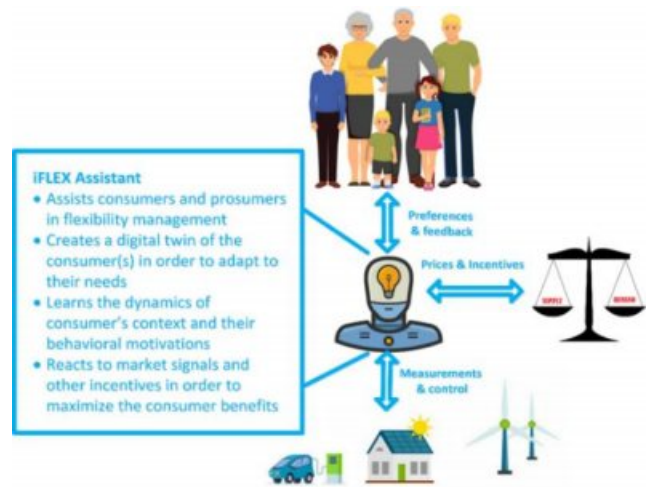 iFLEX Assistant
• Assists consumers and prosumers
in flexibility management
• Creates a digital twin of the
consumer(s) in order to adapt to
their needs
• Learns the dynamics of
consumer's context and their
behavioral motivations
• Reacts to market signals and
other incentives in order to
maximize the consumer benefits
Preferences
& feedback
Prices & Incentives
SUPPLY
DEMAND
Measurements
& control